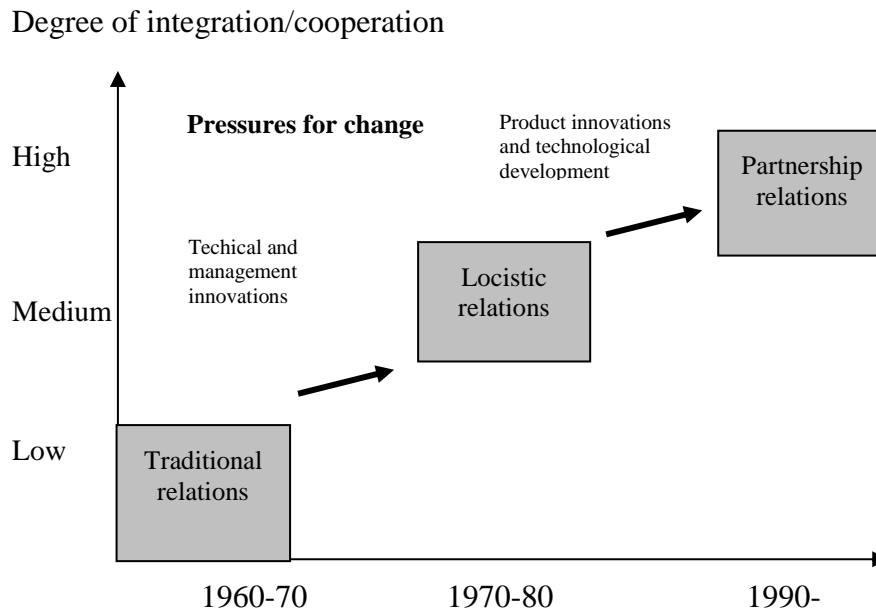 Degree of integration/cooperation
Pressures for change
Product innovations
and technological
development
High
Partnership
relations
Techical and
management
innovations
Locistic
relations
Medium
Low
Traditional
relations
1960-70
1970-80
1990-